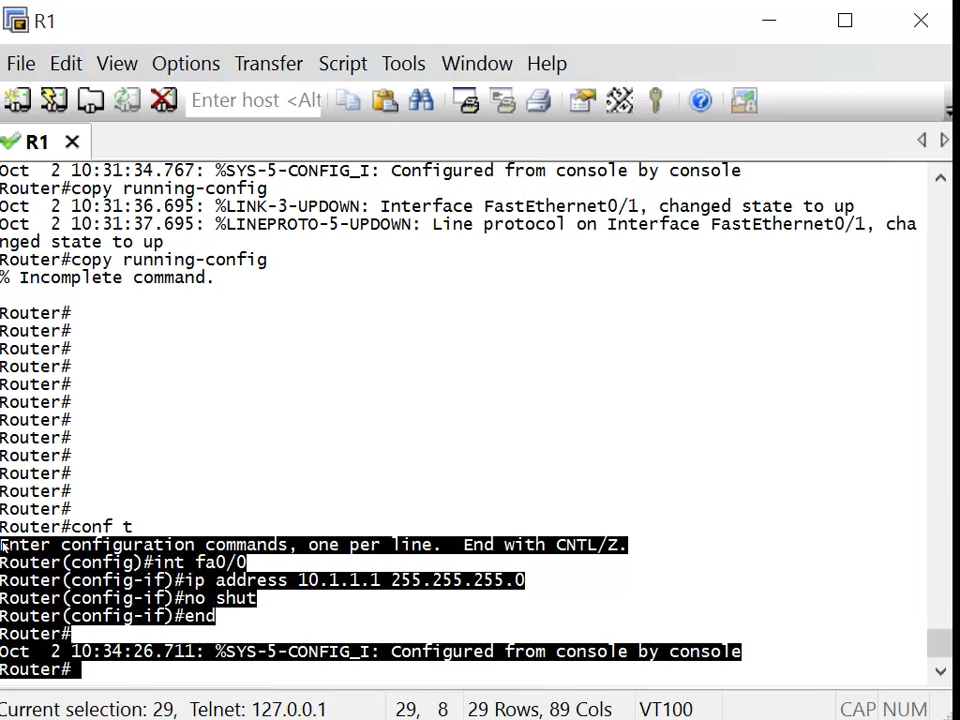 R1
File Edit View Options Transfer Script Tools Window Help
Enter host <Alt
R1
Oct  2 10:31:34.767: %SYS-5-CONFIG_I: Configured from console by console
Router#copy running-config
Oct  2 10:31:36.695: %LINK-3-UPDOWN: Interface FastEthernet0/1, changed state to up
Oct  2 10:31:37.695: %LINEPROTO-5-UPDOWN: Line protocol on Interface FastEthernet0/1, cha
nged state to up
Router#copy running-config
% Incomplete command.
Router#
Router#
Router#
Router#
Router#
Router#
Router#
Router#
Router#
Router#
Router#
Router#
Router#conf t
Enter configuration commands, one per line.  End with CNTL/Z.
Router(config)#int fa0/0
Router(config-if)#ip address 10.1.1.1 255.255.255.0
Router(config-if)#no shut
Router(config-if)#end
Router#
Oct  2 10:34:26.711: %SYS-5-CONFIG_I: Configured from console by console
Router#
Current selection: 29, Telnet: 127.0.0.1 29, 8 29 Rows, 89 Cols VT100 CAP NUM